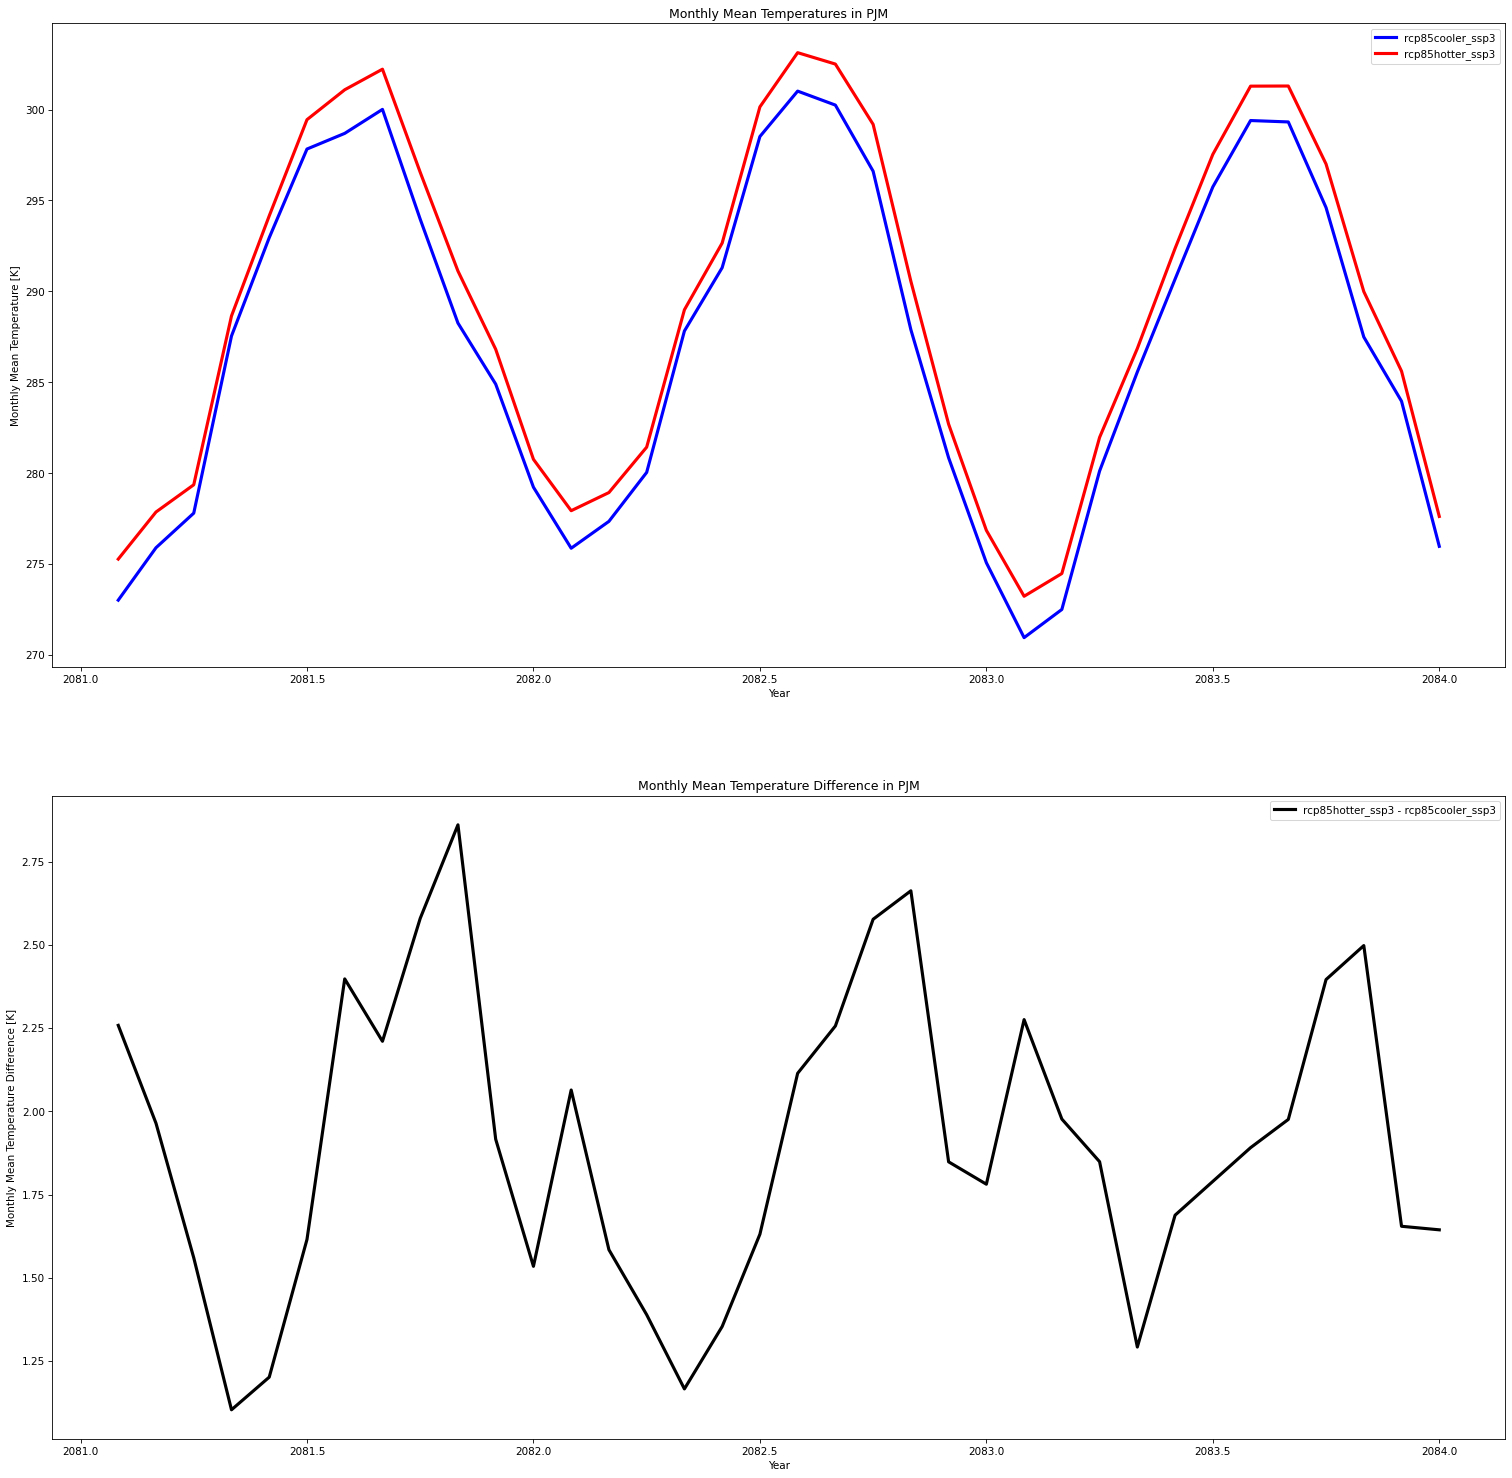 Monthly Mean Temperatures in PJM
rcp85cooler_ssp3
rcp85hotter_ssp3
Monthly Mean Temperature [K]
300
295
290
285
280
275
270
2081.0 2081.5 2082.0 2082.5 2083.0 2083.5 2084.0
Year
Monthly Mean Temperature Difference in PJM
rcp85hotter_ssp3 - rcp85cooler_ssp3
Monthly Mean Temperature Difference [K]
2.75
2.50
2.25
2.00
1.75
1.50
1.25
2081.0 2081.5 2082.0 2082.5 2083.0 2083.5 2084.0
Year